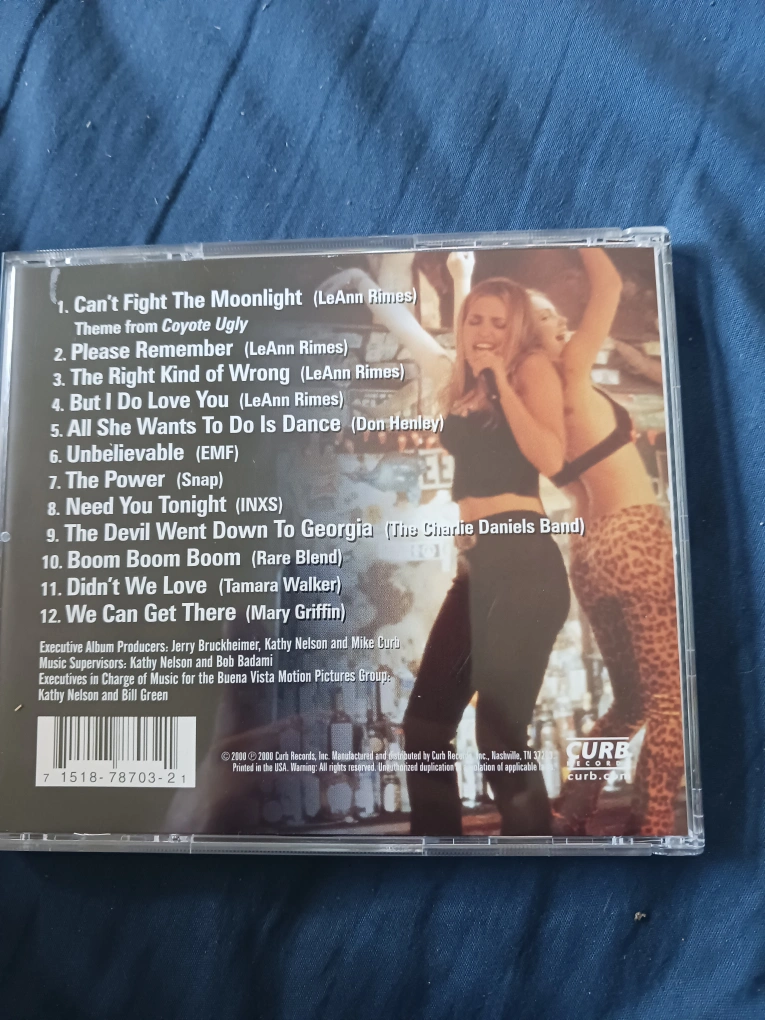 1. Can't Fight The Moonlight (LeAnn Rimes)
Theme from Coyote Ugly
2. Please Remember (LeAnn Rimes)
3. The Right Kind of Wrong (LeAnn Rimes)
4. But I Do Love You (LeAnn Rimes)
5. All She Wants To Do Is Dance (Don Henley)
6. Unbelievable (EMF)
7. The Power (Snap)
8. Need You Tonight (INXS)
9. The Devil Went Down To Georgia (The Charlie Daniels Band)
10. Boom Boom Boom (Rare Blend)
11. Didn't We Love (Tamara Walker)
12. We Can Get There (Mary Griffin)
Executive Album Producers: Jerry Bruckheimer, Kathy Nelson and Mike Curb
Music Supervisors: Kathy Nelson and Bob Badami
Executives in Charge of Music for the Buena Vista Motion Pictures Group:
Kathy Nelson and Bill Green
7 1518-78703-2 1
© 2000 ℗ 2000 Curb Records, Inc. Manufactured and distributed by Curb Records, Inc., Nashville, TN
Printed in the USA. Warning: All rights reserved. Unauthorized duplication violation of applicable
CURB
RECORDS
curb.com